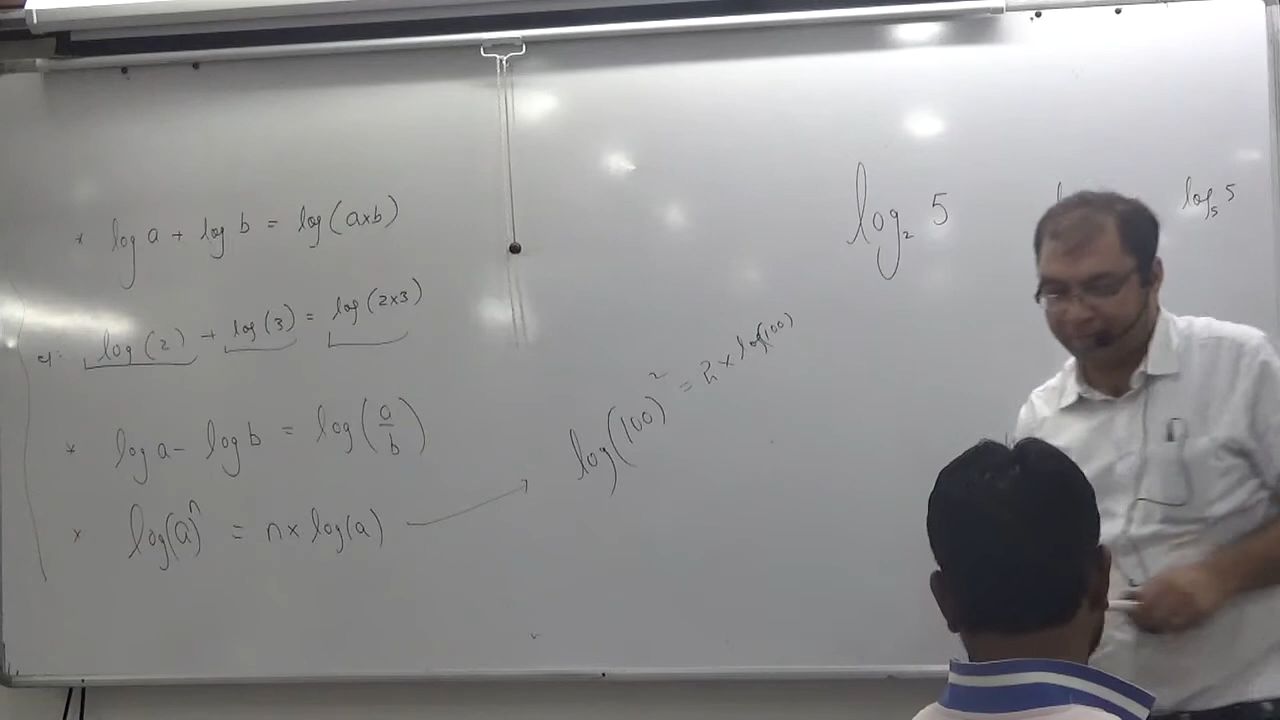 * log a + log b = log(a×b)
eg: log(2) + log(3) = log(2×3)
* log a - log b = log(a/b)
* log(a)ⁿ = n× log(a)
log(100)² = 2 × log(100)
log₂ 5
log₅ 5